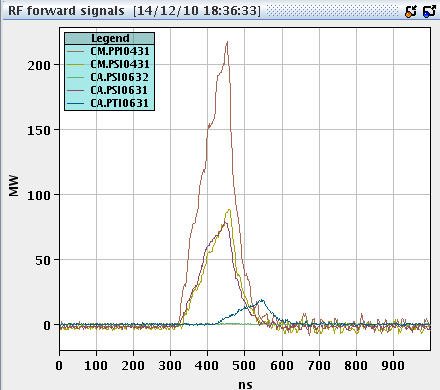 RF forward signals [14/12/10 18:36:33]
Legend
CM.PPI0431
CM.PSI0431
CA.PSI0632
CA.PSI0631
CA.PTI0631
200
150
100
50
0
MW
0 100 200 300 400 500 600 700 800 900
ns